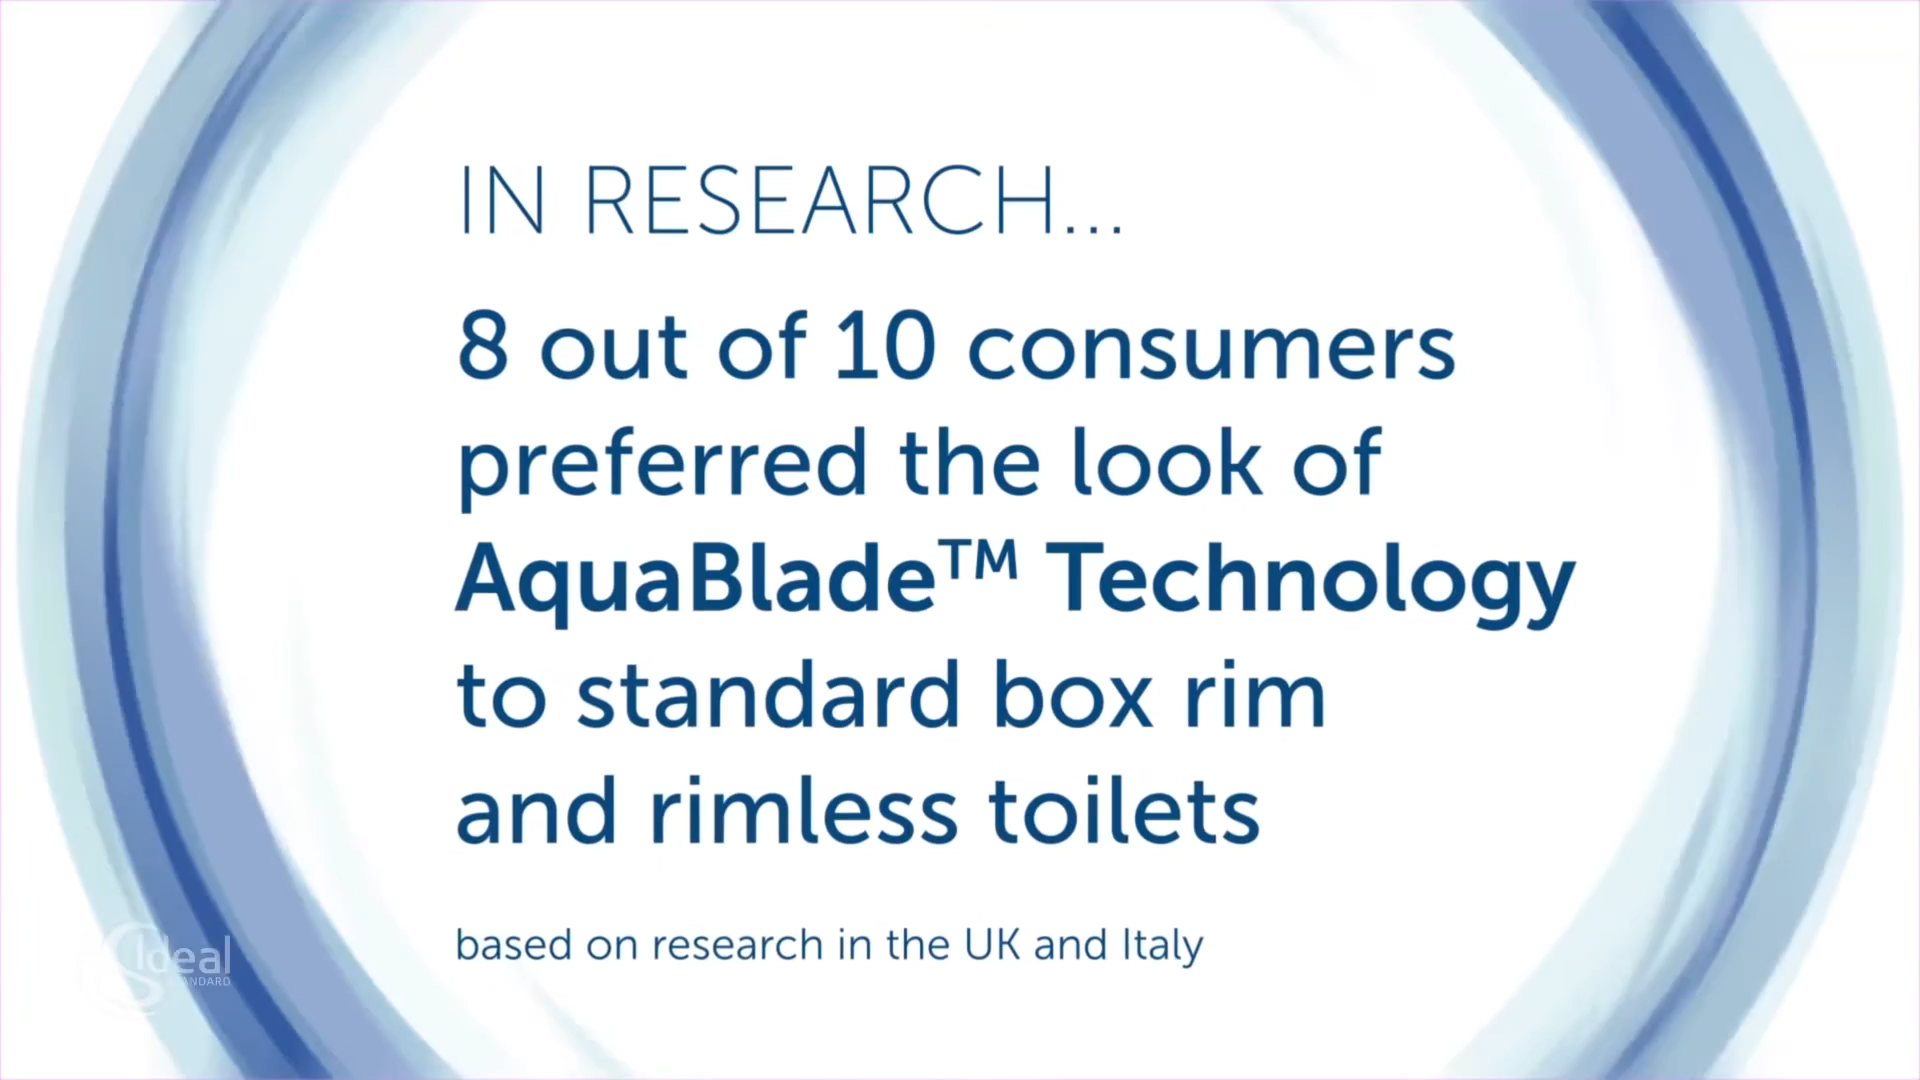 IN RESEARCH...
8 out of 10 consumers
preferred the look of
AquaBlade™ Technology
to standard box rim
and rimless toilets
based on research in the UK and Italy
Ideal
STANDARD